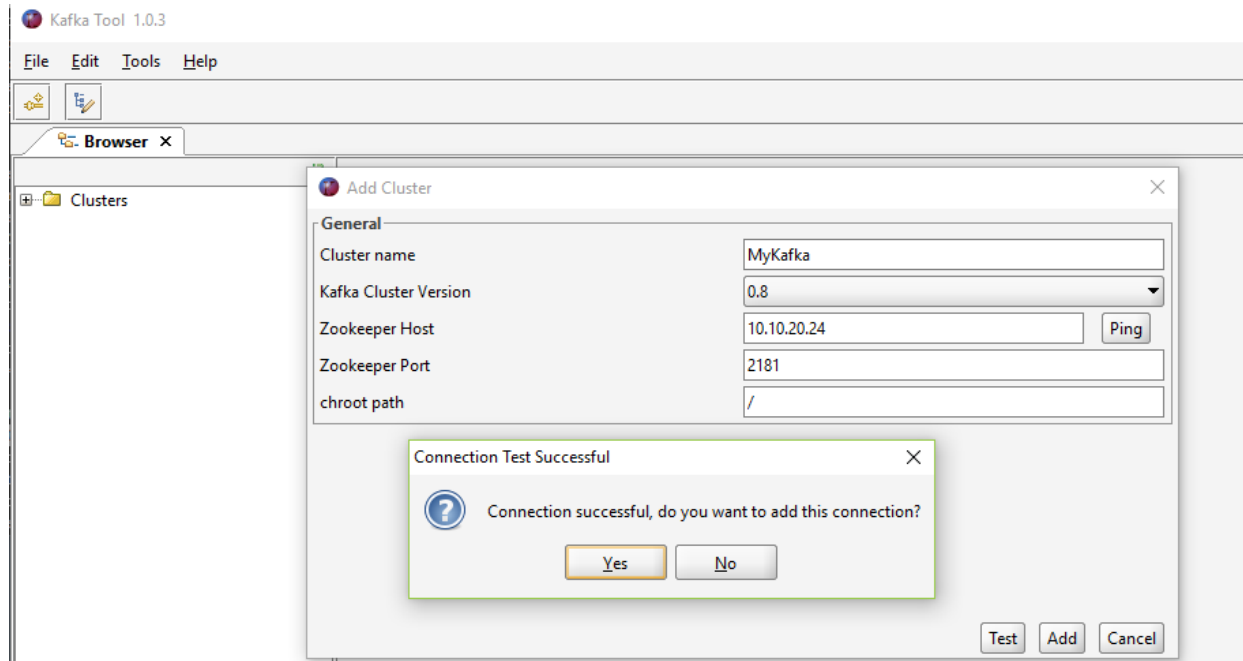 Kafka Tool 1.0.3
File Edit Tools Help
Browser
Clusters
Add Cluster
General
Cluster name MyKafka
Kafka Cluster Version 0.8
Zookeeper Host 10.10.20.24 Ping
Zookeeper Port 2181
chroot path /
Connection Test Successful
Connection successful, do you want to add this connection?
Yes No
Test Add Cancel